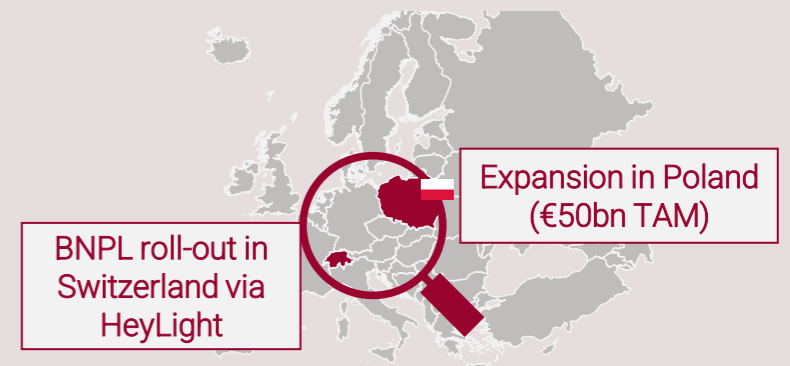 Expansion in Poland
(€50bn TAM)
BNPL roll-out in
Switzerland via
HeyLight